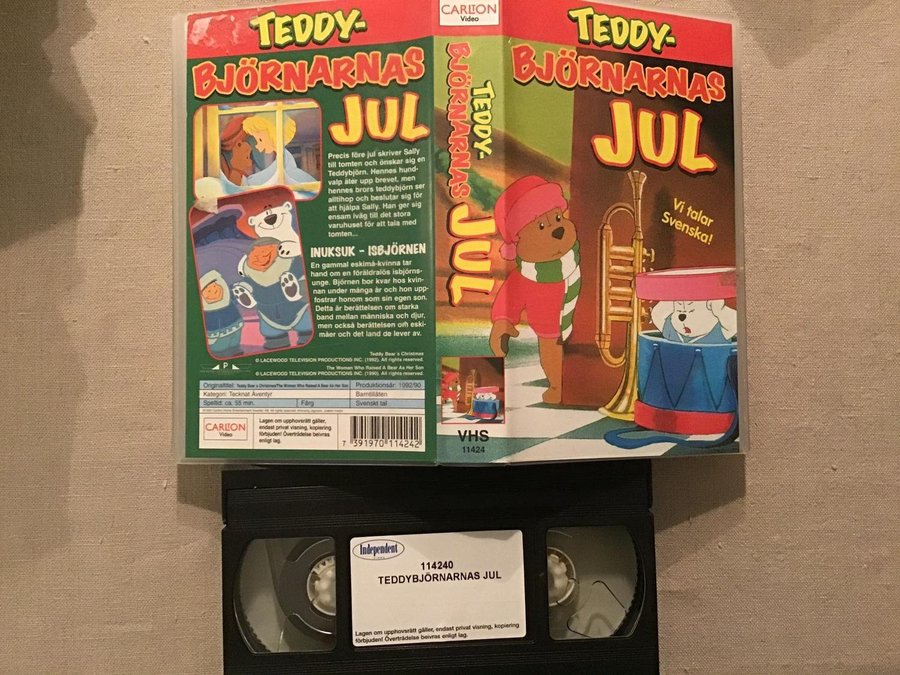 TEDDY-
BJÖRNARNAS
JUL
Precis före jul skriver Sally
till tomten och önskar sig en
Teddybjörn. Hennes hund-
valp äter upp brevet, men
hennes brors teddybjörn ser
alltihop och beslutar sig för
att hjälpa Sally. Han ger sig
ensam iväg till det stora
varuhuset för att tala med
tomten...
INUKSUK - ISBJÖRNEN
En gammal eskimå-kvinna tar
hand om en föräldralös isbjörns-
unge. Björnen bor kvar hos kvin-
nan under många år och hon upp-
fostrar honom som sin egen son.
Detta är berättelsen om starka
band mellan människa och djur,
men också berättelsen om eski-
måer och det land de lever av.
Teddy Bear's Christmas
© LACEWOOD TELEVISION PRODUCTIONS INC. (1992). All rights reserved.
The Woman Who Raised A Bear As Her Son
© LACEWOOD TELEVISION PRODUCTIONS INC. (1990). All rights reserved.
Originaltitel: Teddy Bear's Christmas/The Woman Who Raised A Bear As Her Son
Produktionsår: 1992/90
Kategori: Tecknat Äventyr
Barntillåten
Speltid: ca. 55 min.
Färg
Svenskt tal
CARLTON
Video
Lagen om upphovsrätt gäller,
endast privat visning, kopiering
förbjuden! Överträdelse beivras
enligt lag.
7 391970 114242
CARLTON
Video
TEDDY-
BJÖRNARNAS
JUL
VHS
11424
TEDDY-
BJÖRNARNAS
JUL
Vi talar
Svenska!
Independent
114240
TEDDYBJÖRNARNAS JUL
Lagen om upphovsrätt gäller, endast privat visning, kopiering
förbjuden! Överträdelse beivras enligt lag.